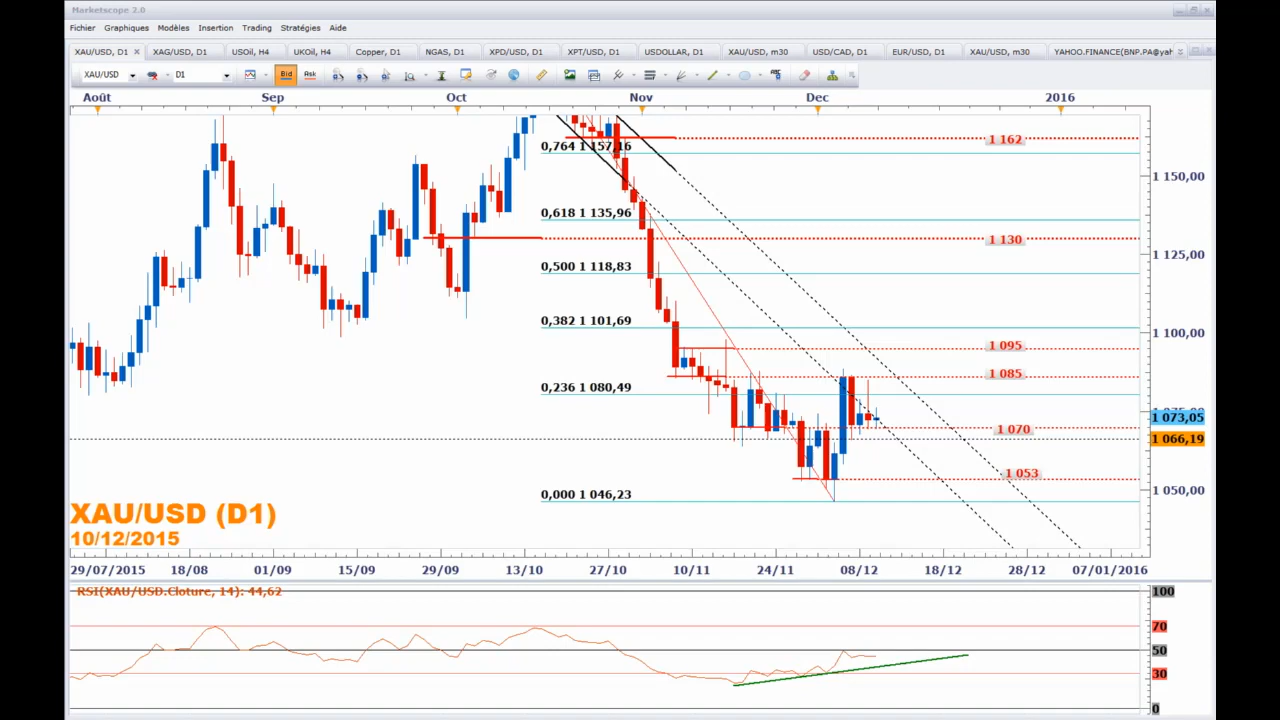 Marketscope 2.0
Fichier Graphiques Modèles Insertion Trading Stratégies Aide
XAU/USD, D1 XAG/USD, D1 USOil, H4 UKOil, H4 Copper, D1 NGAS, D1 XPD/USD, D1 XPT/USD, D1 USDOLLAR, D1 XAU/USD, m30 USD/CAD, D1 EUR/USD, D1 XAU/USD, m30 YAHOO.FINANCE(BNP.PA@yah
XAU/USD D1 Bid Ask
Août Sep Oct Nov Dec 2016
1 162
0,764 1 157,16
1 150,00
0,618 1 135,96
1 130
1 125,00
0,500 1 118,83
0,382 1 101,69
1 100,00
1 095
1 085
0,236 1 080,49
1 073,05
1 070
1 066,19
1 053
0,000 1 046,23
1 050,00
XAU/USD (D1)
10/12/2015
29/07/2015 18/08 15/09 29/09 13/10 27/10 10/11 24/11 08/12 18/12 28/12 07/01/2016
RSI(XAU/USD.Cloture, 14): 44,62
100
70
50
30
0